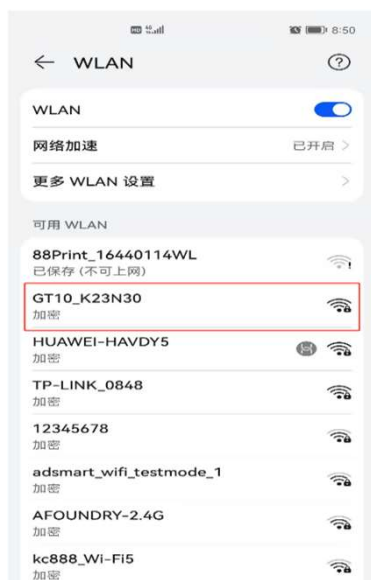 8:50
← WLAN
WLAN
网络加速 已开启 >
更多 WLAN 设置 >
可用 WLAN
88Print_16440114WL
已保存 (不可上网)
GT10_K23N30
加密
HUAWEI-HAVDY5
加密
TP-LINK_0848
加密
12345678
加密
adsmart_wifi_testmode_1
加密
AFOUNDRY-2.4G
加密
kc888_Wi-Fi5
加密